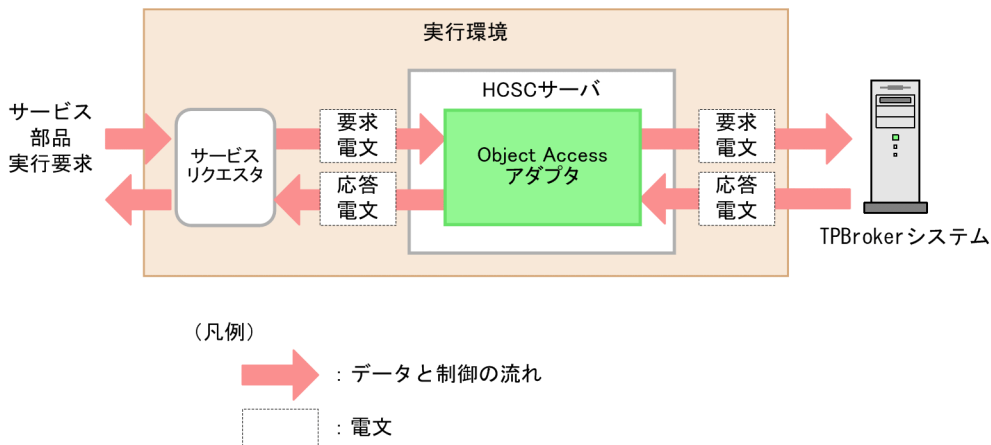 実行環境
HCSCサーバ
サービス
部品
実行要求
サービス
リクエスタ
要求
電文
応答
電文
Object Access
アダプタ
要求
電文
応答
電文
TPBrokerシステム
（凡例）
：データと制御の流れ
：電文